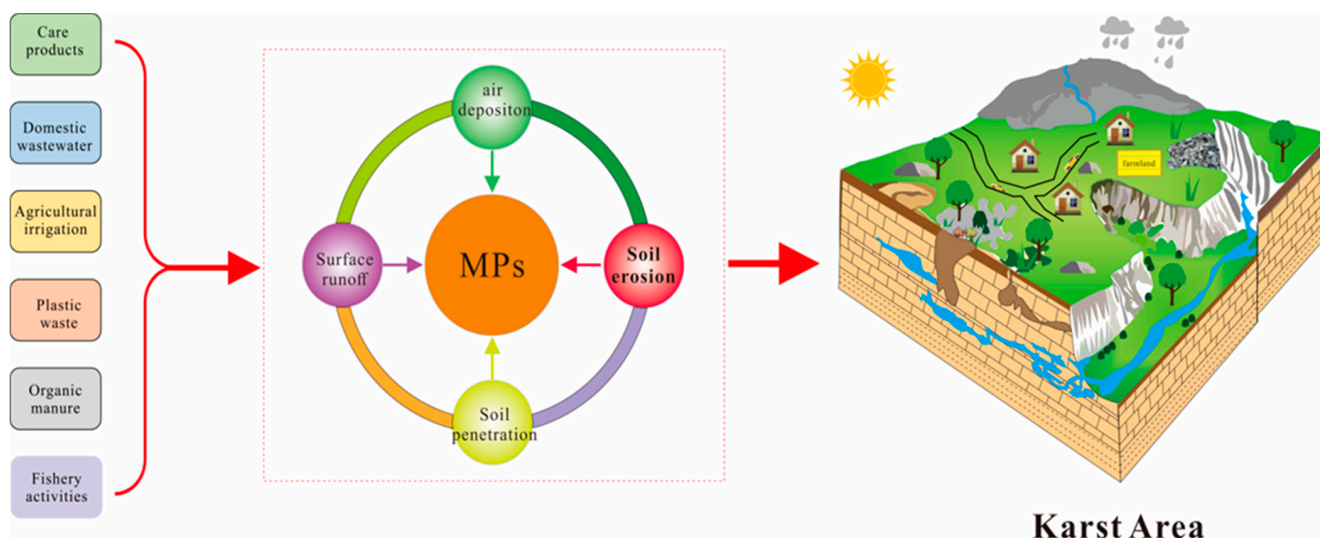 Care
products
Domestic
wastewater
Agricultural
irrigation
Plastic
waste
Organic
manure
Fishery
activities
air
depositon
Surface
runoff
MPs
Soil
erosion
Soil
penetration
farmland
Karst Area